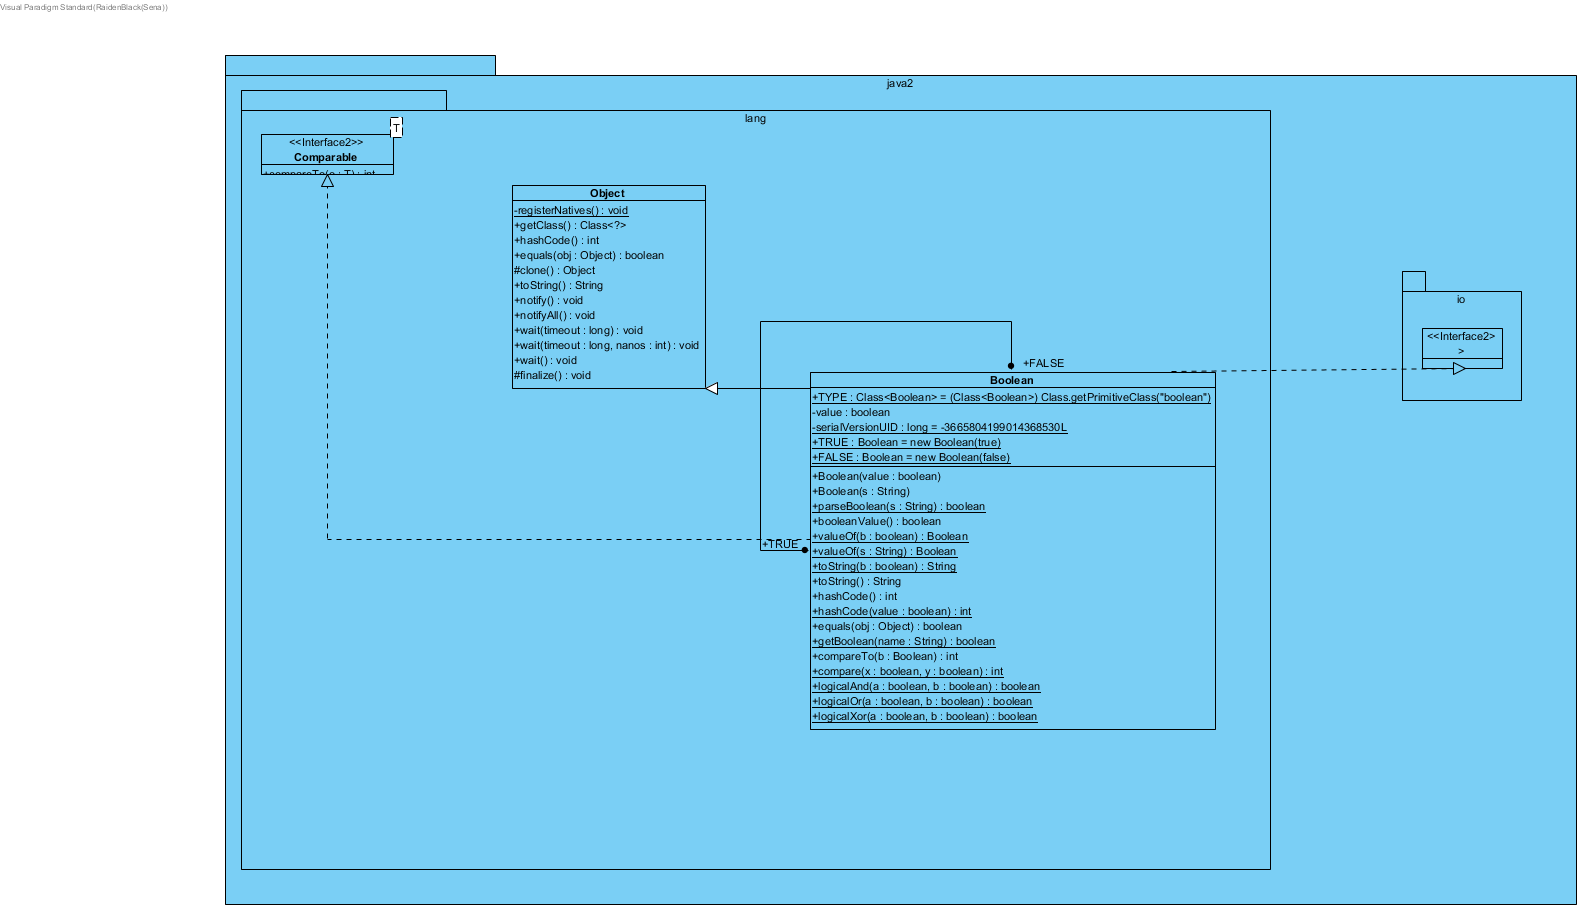 Visual Paradigm Standard(RaidenBlack(Sena))
java2
lang
T
<<Interface2>>
Comparable
+compareTo(o : T) : int
Object
-registerNatives() : void
+getClass() : Class<?>
+hashCode() : int
+equals(obj : Object) : boolean
#clone() : Object
+toString() : String
+notify() : void
+notifyAll() : void
+wait(timeout : long) : void
+wait(timeout : long, nanos : int) : void
+wait() : void
#finalize() : void
io
<<Interface2>
>
+FALSE
Boolean
+TYPE : Class<Boolean> = (Class<Boolean>) Class.getPrimitiveClass("boolean")
-value : boolean
-serialVersionUID : long = -3665804199014368530L
+TRUE : Boolean = new Boolean(true)
+FALSE : Boolean = new Boolean(false)
+Boolean(value : boolean)
+Boolean(s : String)
+parseBoolean(s : String) : boolean
+booleanValue() : boolean
+valueOf(b : boolean) : Boolean
+TRUE
+valueOf(s : String) : Boolean
+toString(b : boolean) : String
+toString() : String
+hashCode() : int
+hashCode(value : boolean) : int
+equals(obj : Object) : boolean
+getBoolean(name : String) : boolean
+compareTo(b : Boolean) : int
+compare(x : boolean, y : boolean) : int
+logicalAnd(a : boolean, b : boolean) : boolean
+logicalOr(a : boolean, b : boolean) : boolean
+logicalXor(a : boolean, b : boolean) : boolean